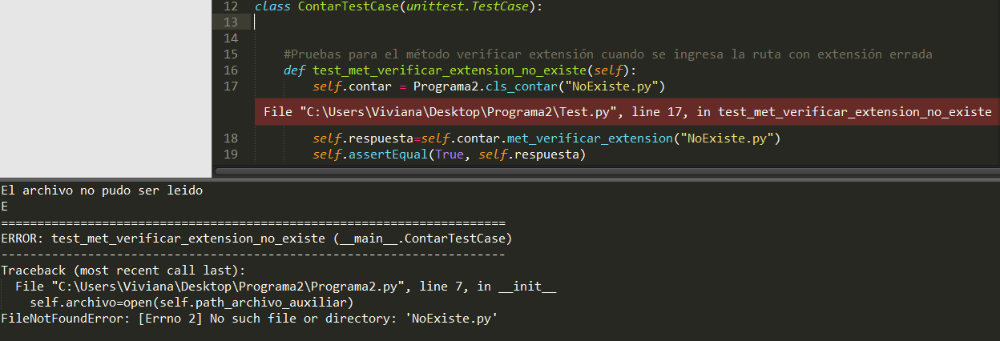 12 class ContarTestCase(unittest.TestCase):
13
14
15 #Pruebas para el método verificar extensión cuando se ingresa la ruta con extensión errada
16 def test_met_verificar_extension_no_existe(self):
17 self.contar = Programa2.cls_contar("NoExiste.py")
File "C:\Users\Viviana\Desktop\Programa2\Test.py", line 17, in test_met_verificar_extension_no_existe
18 self.respuesta=self.contar.met_verificar_extension("NoExiste.py")
19 self.assertEqual(True, self.respuesta)
El archivo no pudo ser leido
E
======================================================================
ERROR: test_met_verificar_extension_no_existe (__main__.ContarTestCase)
----------------------------------------------------------------------
Traceback (most recent call last):
File "C:\Users\Viviana\Desktop\Programa2\Programa2.py", line 7, in __init__
self.archivo=open(self.path_archivo_auxiliar)
FileNotFoundError: [Errno 2] No such file or directory: 'NoExiste.py'